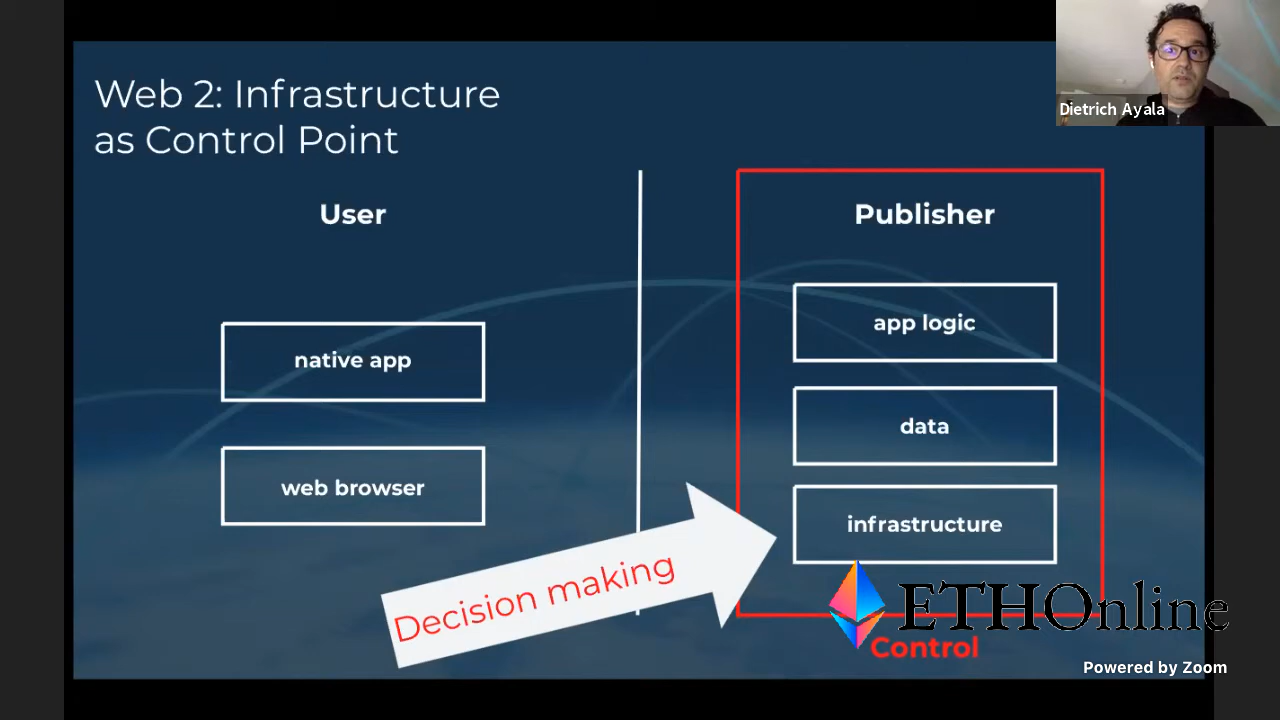 Web 2: Infrastructure
as Control Point
Dietrich Ayala
User
Publisher
native app
web browser
app logic
data
infrastructure
Decision making
Control
ETHOnline
Powered by Zoom